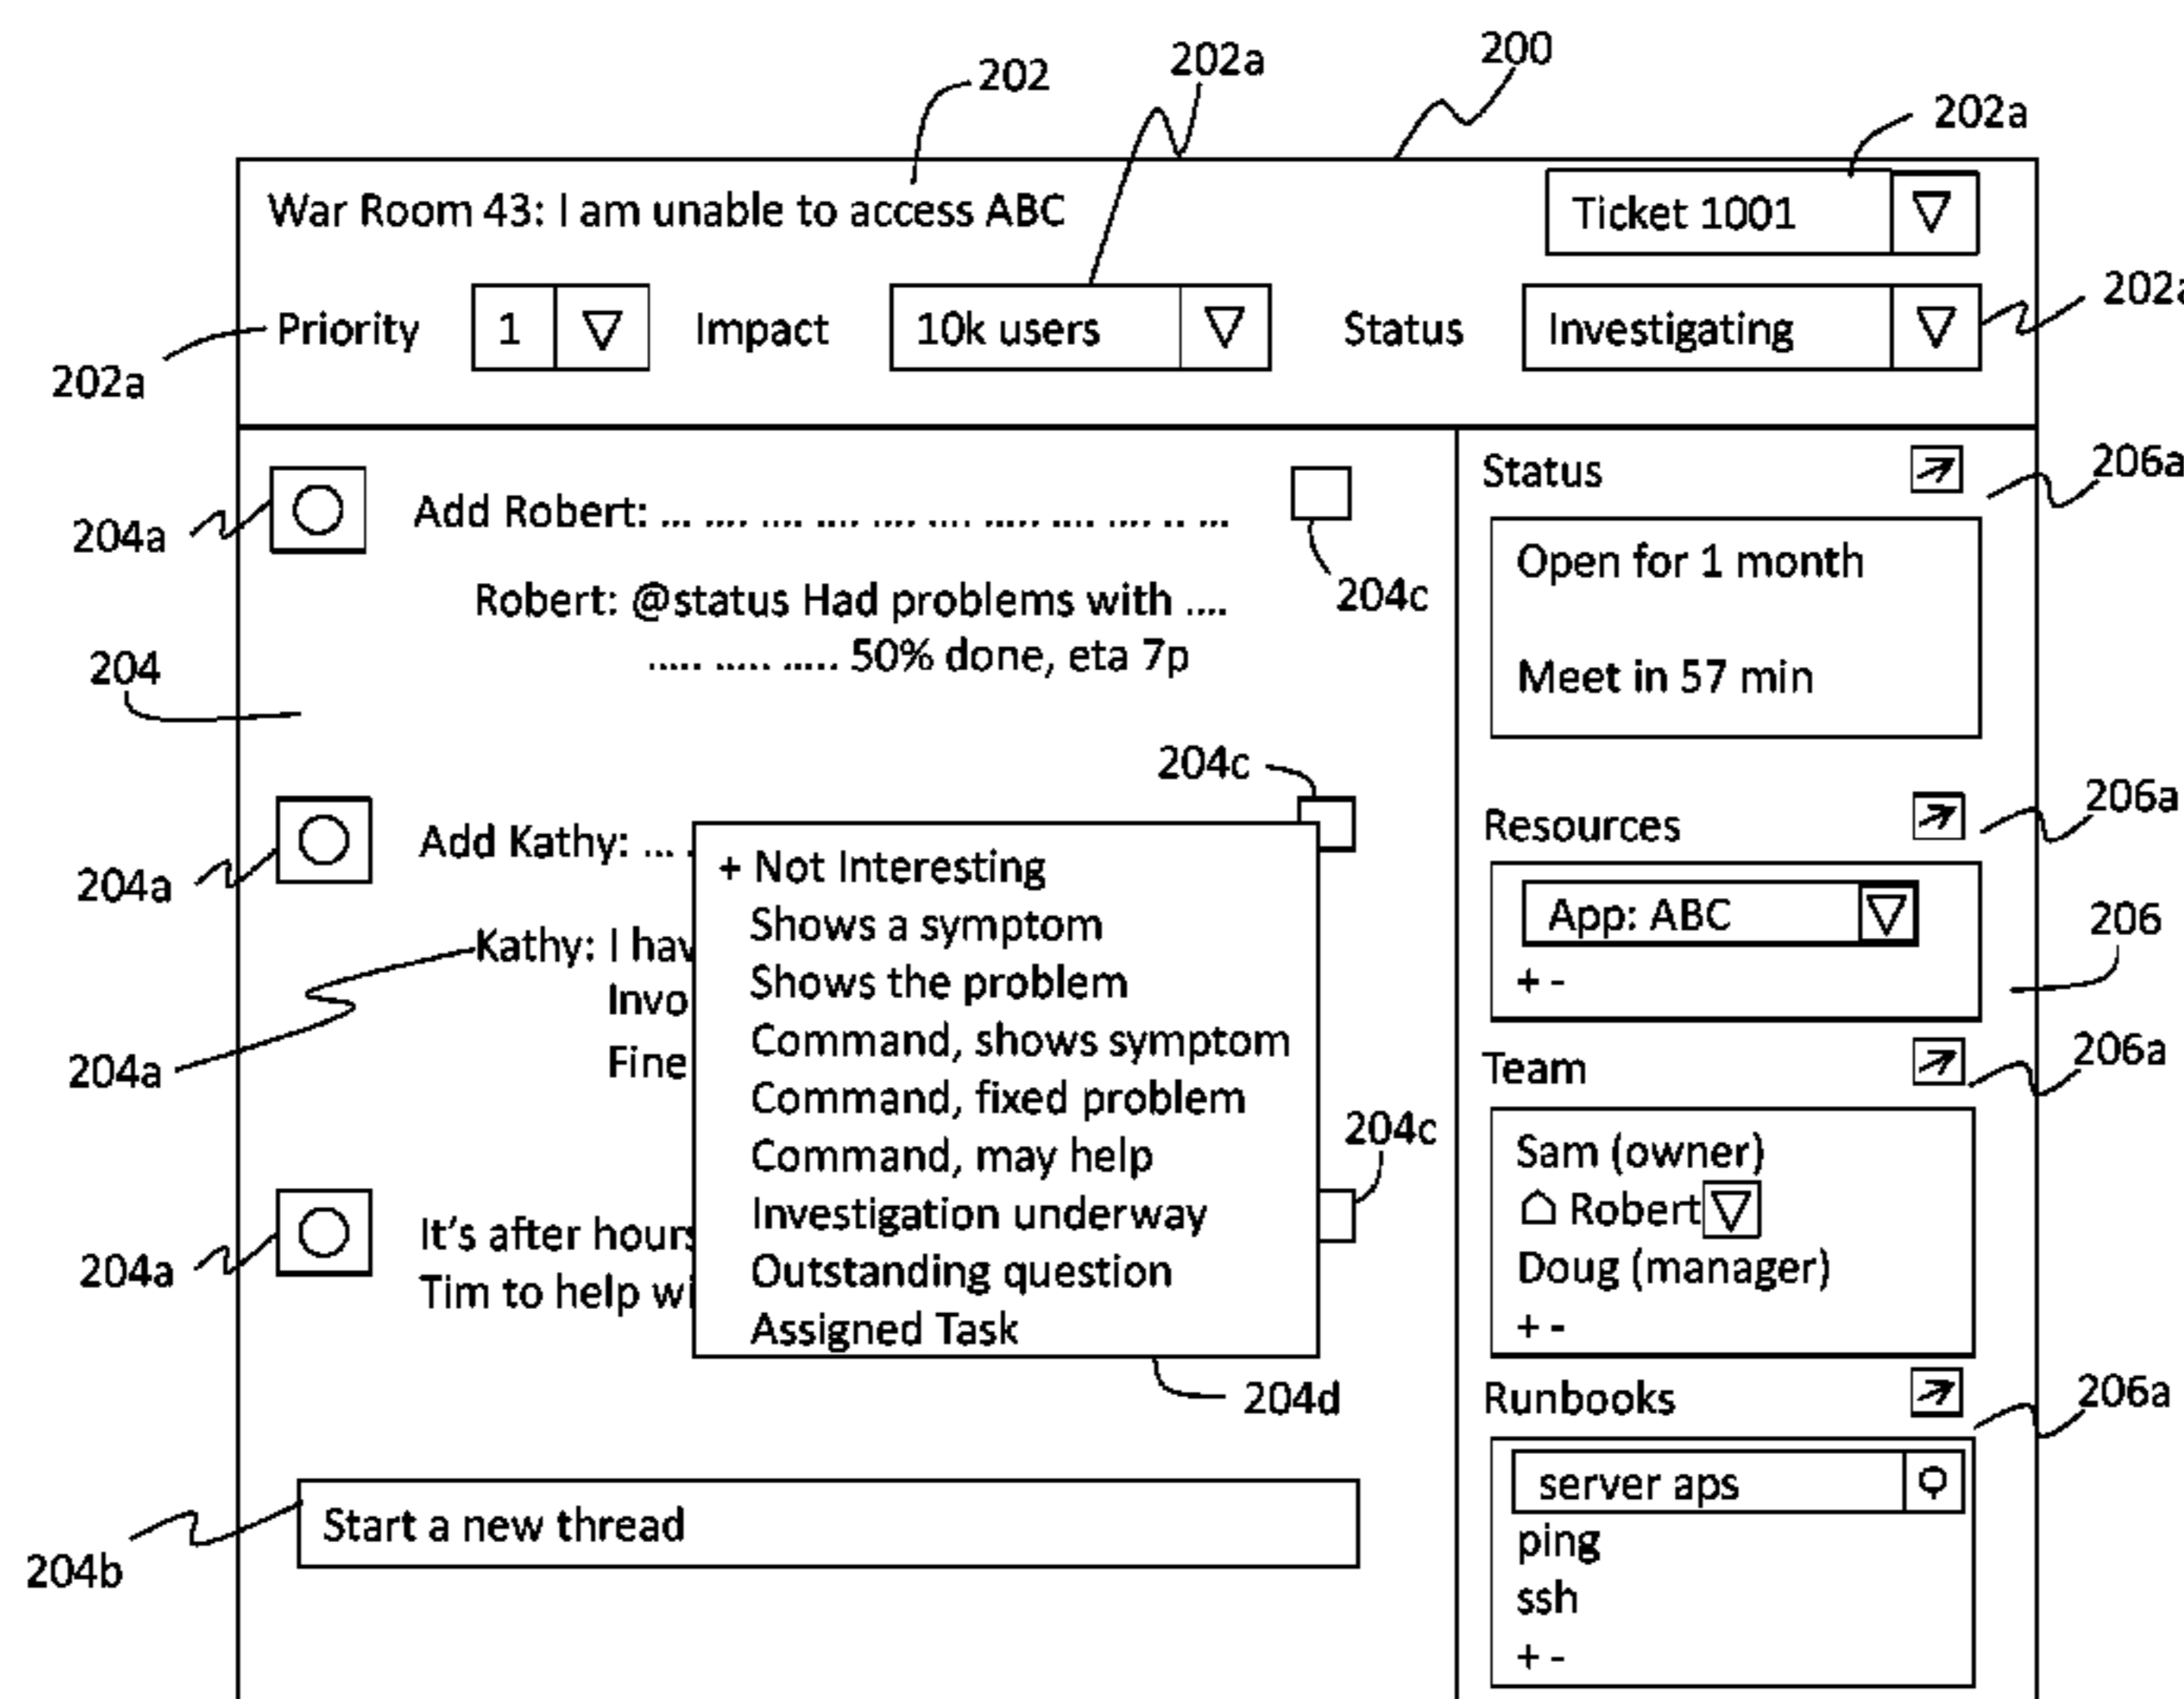 200
202
202a
202a
War Room 43: I am unable to access ABC
Ticket 1001
Priority 1 Impact 10k users Status Investigating
202a
202a
204a
Add Robert: ... .... .... .... .... .... ..... .... .... .. ...
204c
Robert: @status Had problems with ....
..... ..... ..... 50% done, eta 7p
204
204c
204a
Add Kathy: ... .
Kathy: I hav
Invo
Fine
204a
+ Not Interesting
Shows a symptom
Shows the problem
Command, shows symptom
Command, fixed problem
Command, may help
Investigation underway
Outstanding question
Assigned Task
204d
204c
204a
It's after hours
Tim to help wi
Start a new thread
204b
Status
206a
Open for 1 month
Meet in 57 min
Resources
206a
App: ABC
+ -
206
Team
206a
Sam (owner)
Robert
Doug (manager)
+ -
Runbooks
206a
server aps
ping
ssh
+ -